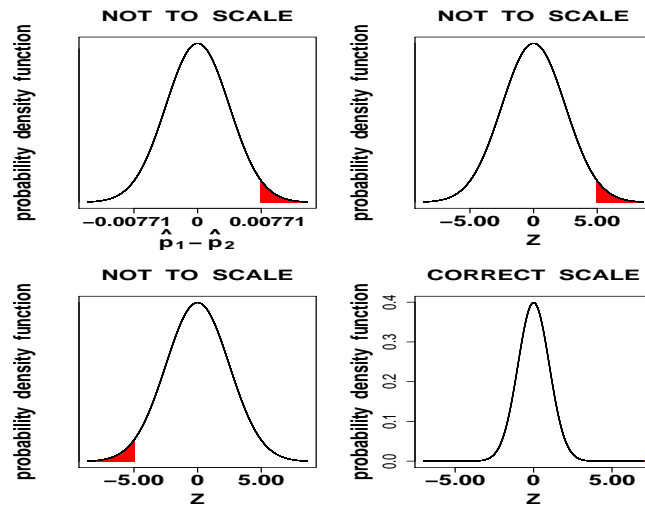 NOT TO SCALE
probability density function
−0.00771 0 0.00771
p̂1−p̂2
NOT TO SCALE
probability density function
−5.00 0 5.00
Z
NOT TO SCALE
probability density function
−5.00 0 5.00
Z
CORRECT SCALE
probability density function
0.0 0.1 0.2 0.3 0.4
−5.00 0 5.00
Z